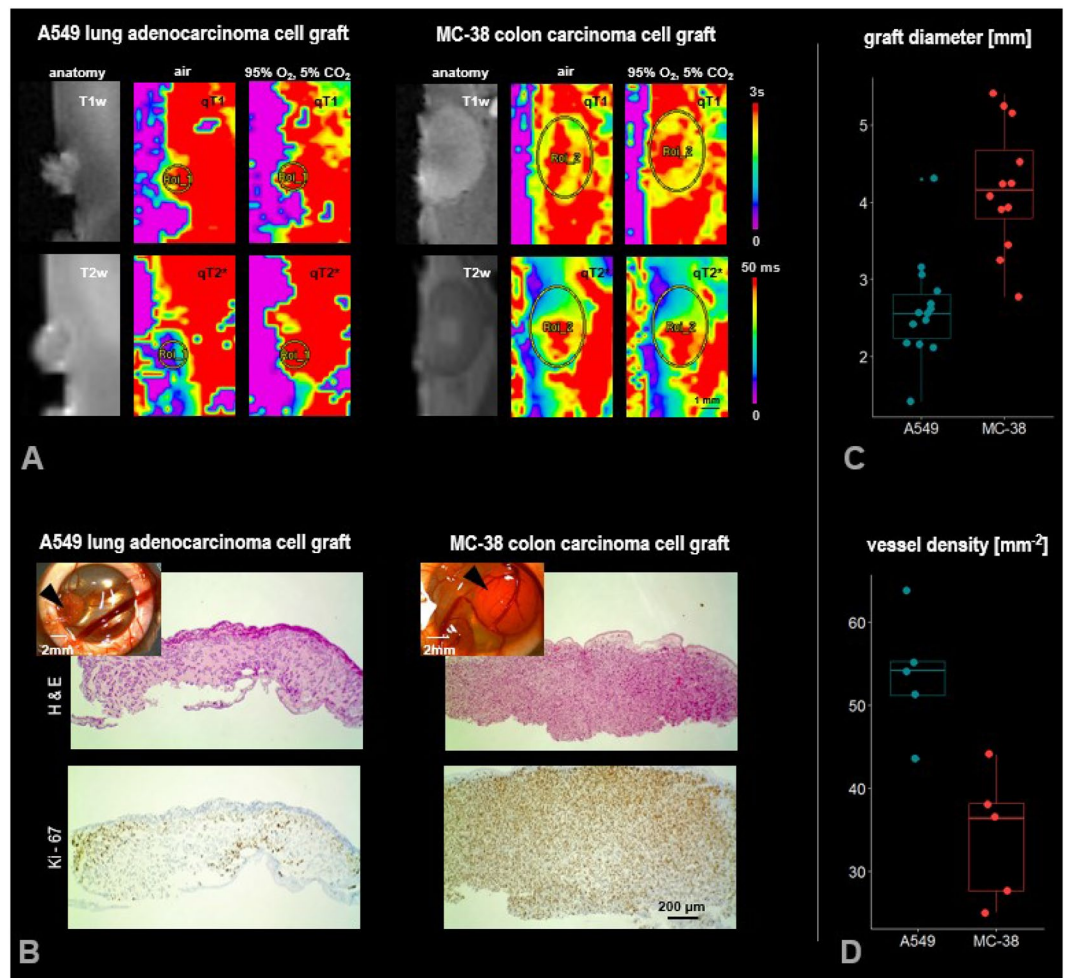 A549 lung adenocarcinoma cell graft
anatomy air 95% O₂, 5% CO₂
T1w qT1 qT1
Roi_1 Roi_1
T2w qT2* qT2*
Roi_1 Roi_1
MC-38 colon carcinoma cell graft
anatomy air 95% O₂, 5% CO₂
T1w qT1 qT1
Roi_2 Roi_2
T2w qT2* qT2*
Roi_2 Roi_2
1 mm
3s
0
50 ms
0
A
graft diameter [mm]
5
4
3
2
A549 MC-38
C
A549 lung adenocarcinoma cell graft
2mm
H & E
Ki - 67
MC-38 colon carcinoma cell graft
2mm
200 µm
B
vessel density [mm⁻²]
60
50
40
30
A549 MC-38
D